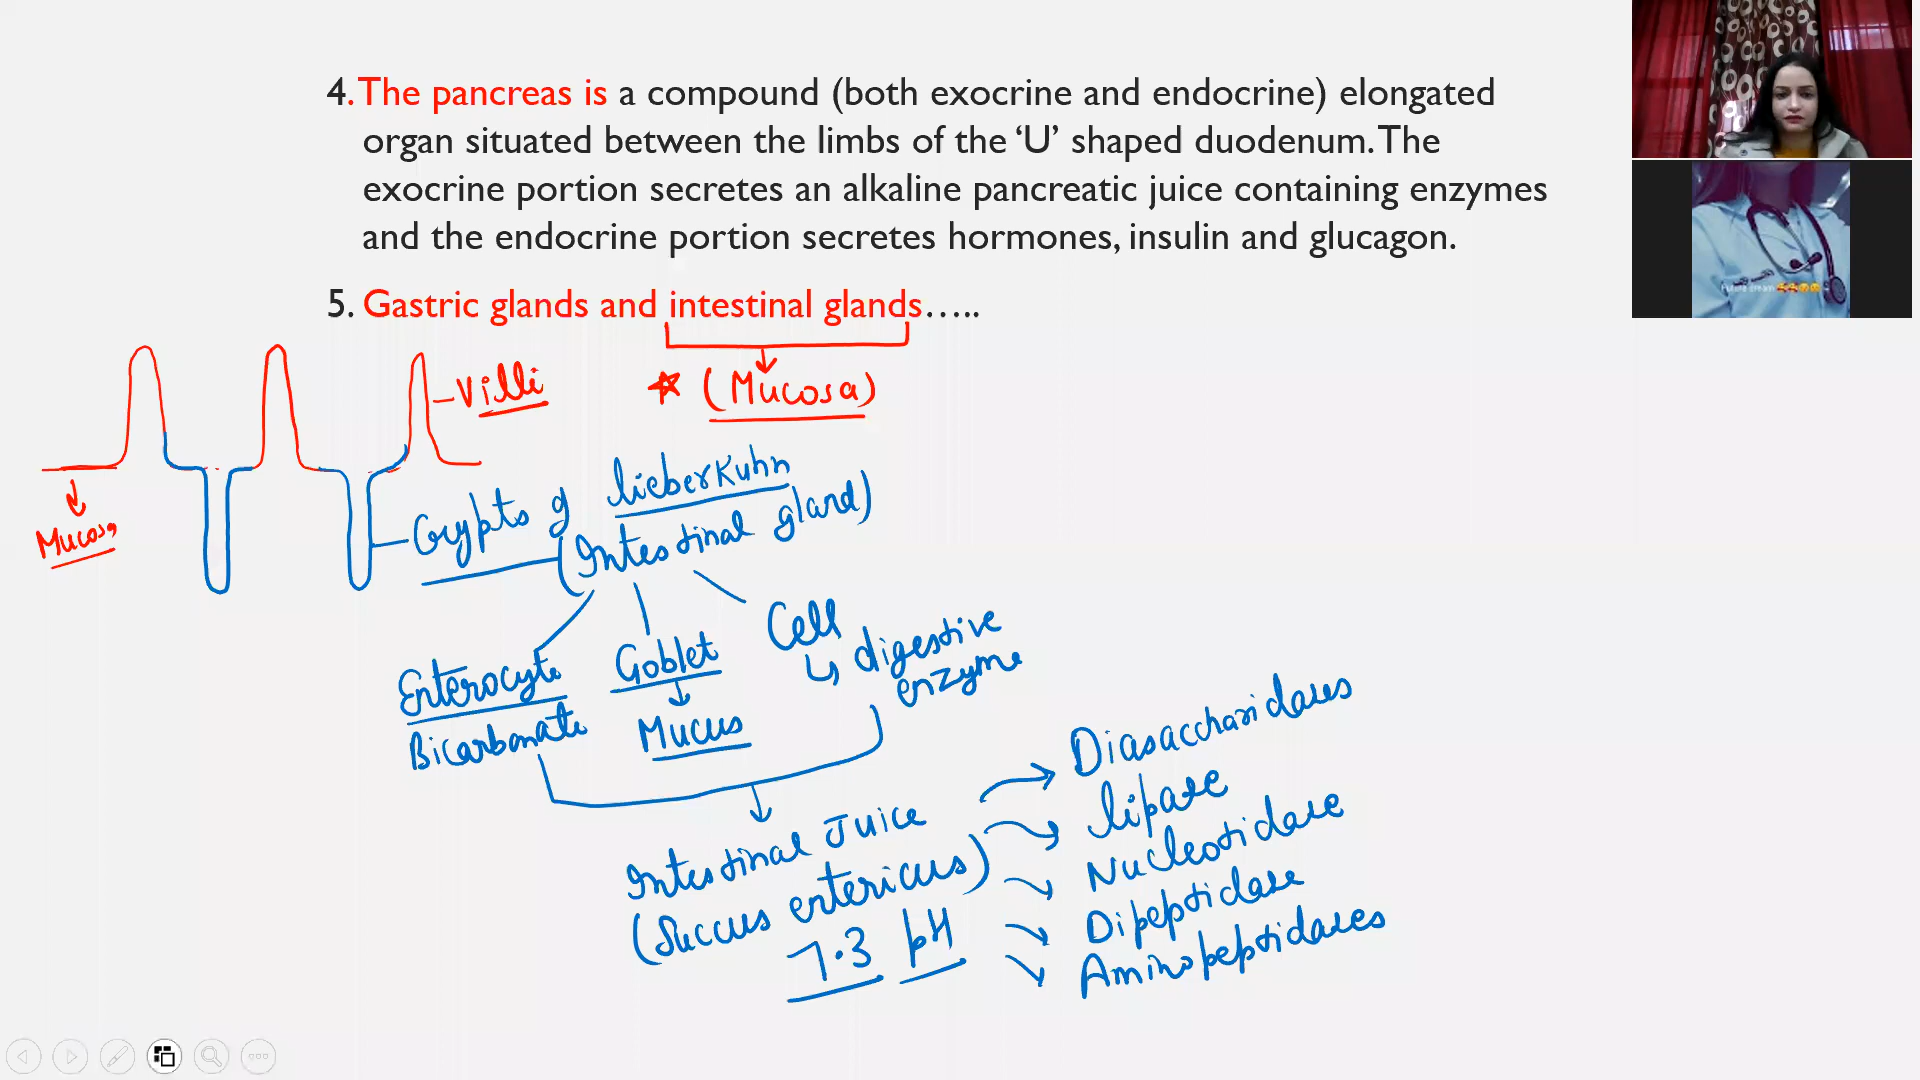 4. The pancreas is a compound (both exocrine and endocrine) elongated
organ situated between the limbs of the ‘U’ shaped duodenum. The
exocrine portion secretes an alkaline pancreatic juice containing enzymes
and the endocrine portion secretes hormones, insulin and glucagon.
5. Gastric glands and intestinal glands…..
Villi
(Mucosa)
Mucosa
Crypts of lieberkuhn
(Intestinal gland)
Enterocyte
Bicarbonate
Goblet
Mucus
Cell
digestive
enzyme
Intestinal Juice
(Succus entericus)
7.3 pH
Diasaccharidases
lipase
Nucleotidase
Dipeptidase
Aminopeptidases